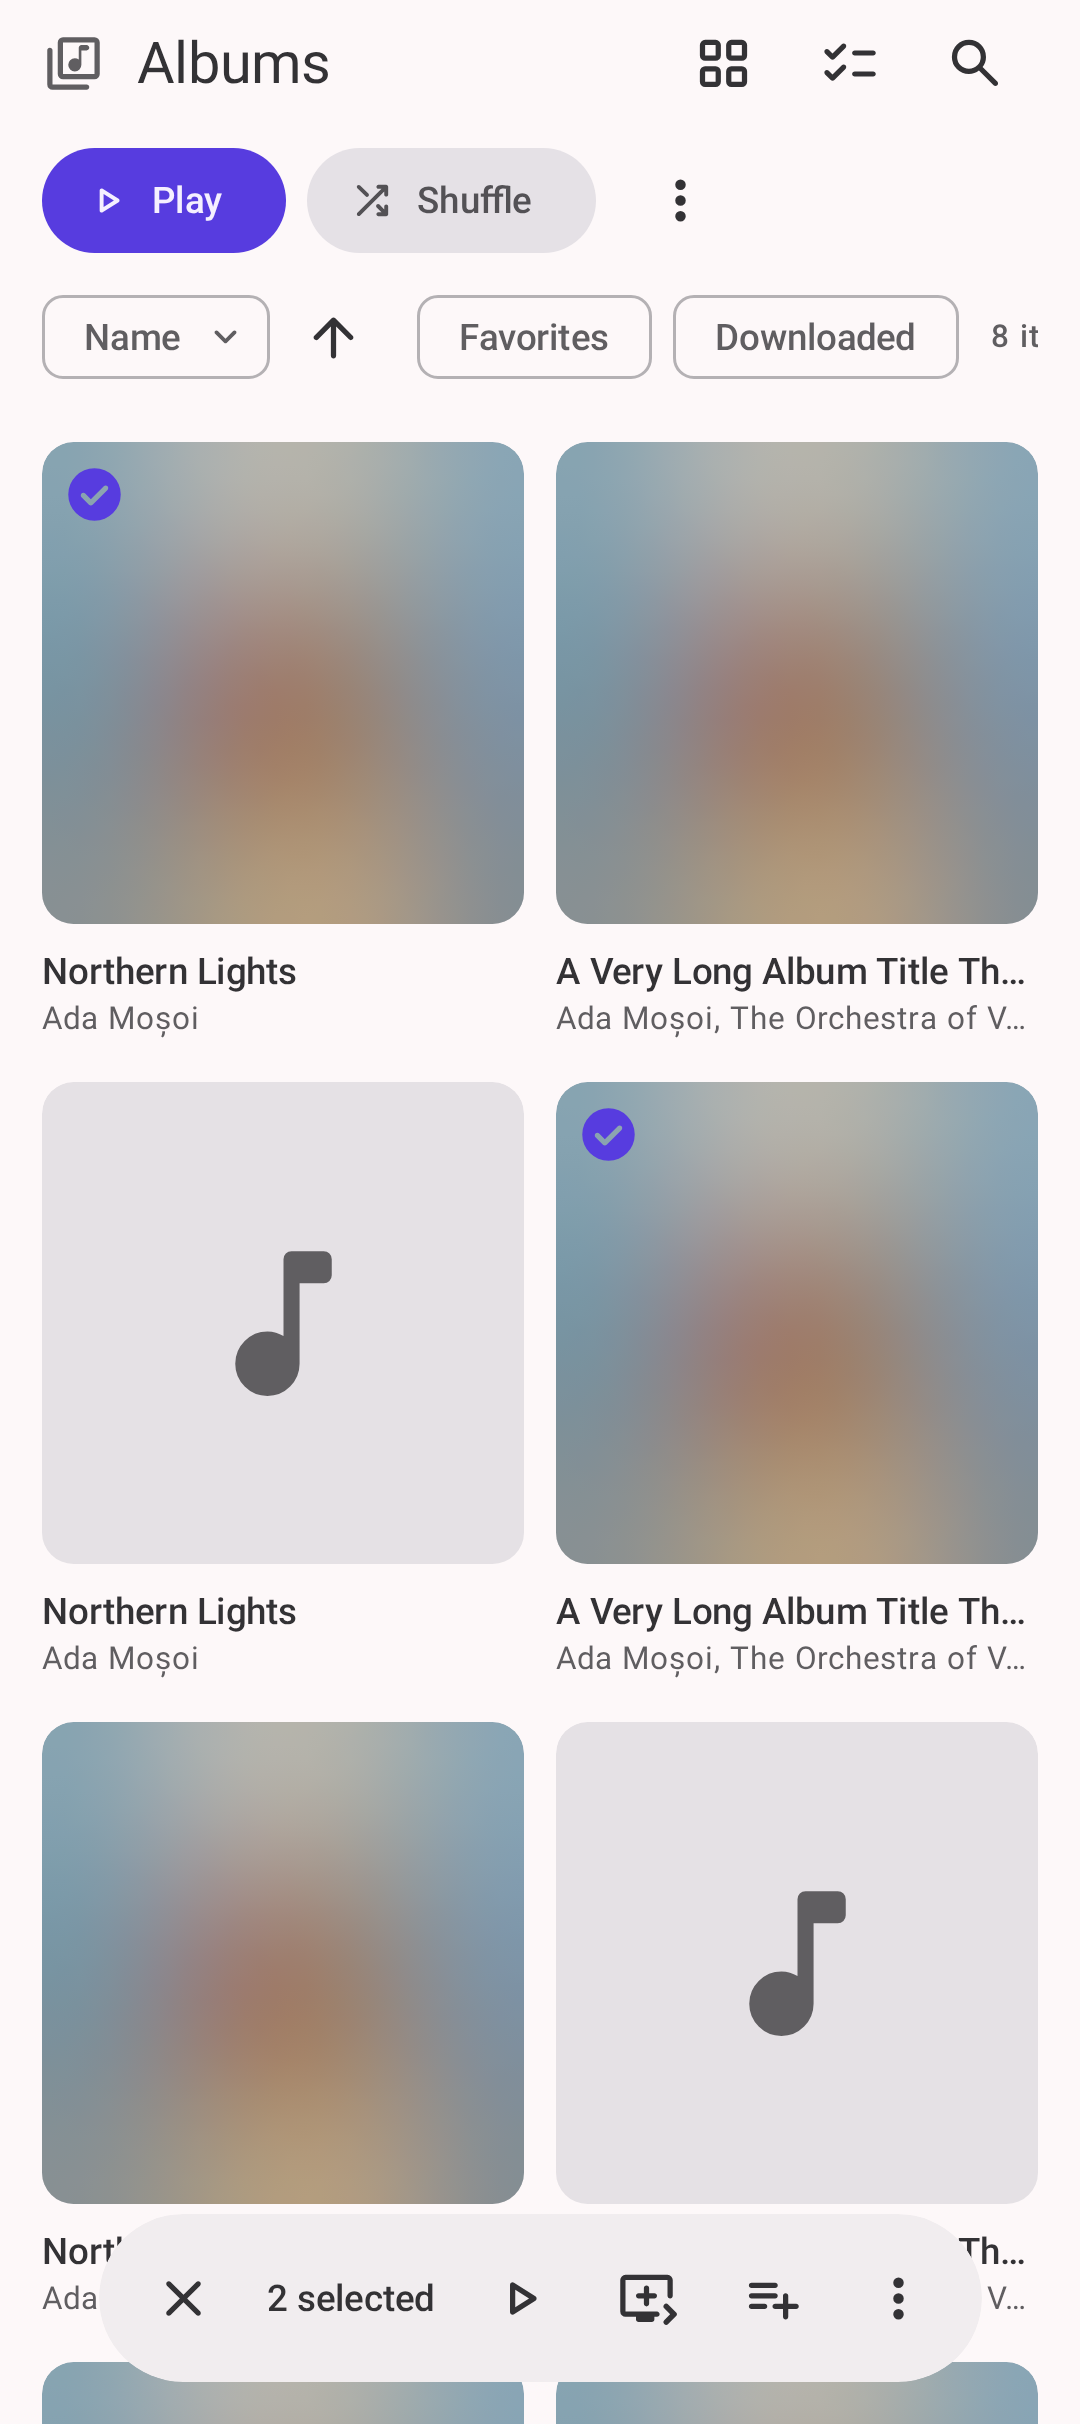 Albums
Play
Shuffle
Name
Favorites
Downloaded
8 it
Northern Lights
Ada Moșoi
A Very Long Album Title Th...
Ada Moșoi, The Orchestra of V...
Northern Lights
Ada Moșoi
A Very Long Album Title Th...
Ada Moșoi, The Orchestra of V...
Nort
Ada
Th...
V...
2 selected